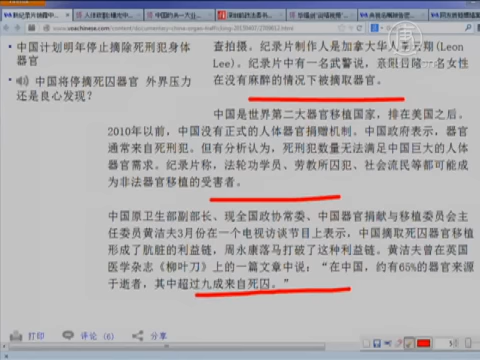 www.voachinese.com
• 中国计划明年停止摘除死刑犯身体
器官
• 中国将停摘死囚器官 外界压力
还是良心发现?
查拍摄。纪录片制作人是加拿大华人李云翔(Leon
Lee)。纪录片中有一名武警说,亲眼目睹一名女性
在没有麻醉的情况下被摘取器官。
中国是世界第二大器官移植国家,排在美国之后。
2010年以前,中国没有正式的人体器官捐赠机制。中国政府表示,器官
通常来自死刑犯。但有分析认为,死刑犯数量无法满足中国巨大的人体
器官需求。纪录片称,法轮功学员、劳教所囚犯、社会流民等都可能成
为非法器官移植的受害者。
中国原卫生部副部长、现全国政协常委、中国器官捐献与移植委员会主
任委员黄洁夫3月份在一个电视访谈节目上表示,中国摘取死囚器官移植
形成了肮脏的利益链,周永康落马打破了这种利益链。黄洁夫曾在英国
医学杂志《柳叶刀》上的一篇文章中说:“在中国,约有65%的器官来源
于逝者,其中超过九成来自死囚。”
打印 评论 (6) 分享